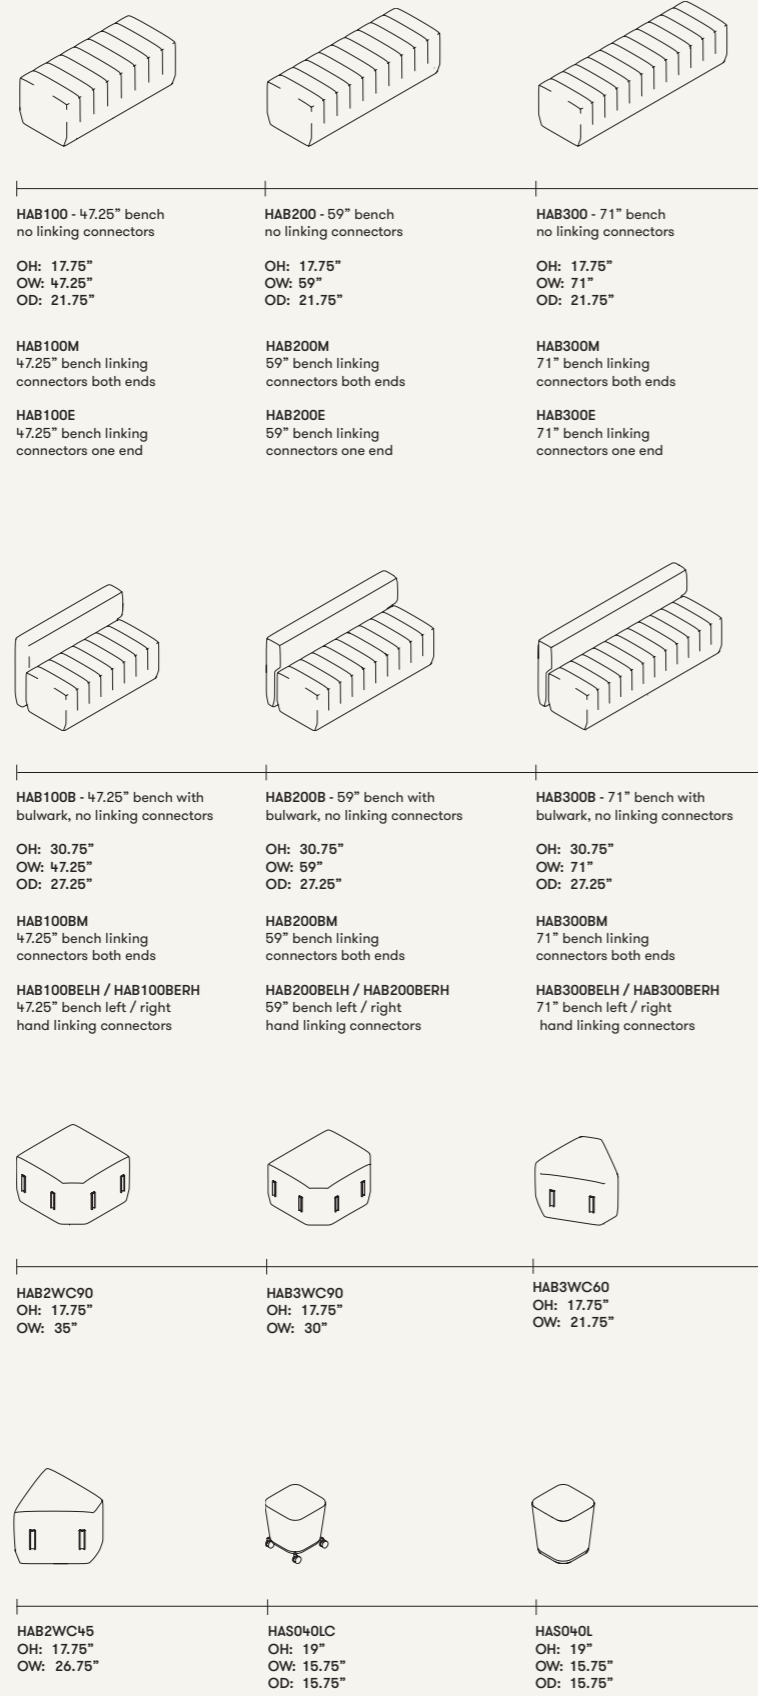 HAB100 - 47.25” bench
no linking connectors
OH: 17.75”
OW: 47.25”
OD: 21.75”
HAB100M
47.25” bench linking
connectors both ends
HAB100E
47.25” bench linking
connectors one end
HAB200 - 59” bench
no linking connectors
OH: 17.75”
OW: 59”
OD: 21.75”
HAB200M
59” bench linking
connectors both ends
HAB200E
59” bench linking
connectors one end
HAB300 - 71” bench
no linking connectors
OH: 17.75”
OW: 71”
OD: 21.75”
HAB300M
71” bench linking
connectors both ends
HAB300E
71” bench linking
connectors one end
HAB100B - 47.25” bench with
bulwark, no linking connectors
OH: 30.75”
OW: 47.25”
OD: 27.25”
HAB100BM
47.25” bench linking
connectors both ends
HAB100BELH / HAB100BERH
47.25” bench left / right
hand linking connectors
HAB200B - 59” bench with
bulwark, no linking connectors
OH: 30.75”
OW: 59”
OD: 27.25”
HAB200BM
59” bench linking
connectors both ends
HAB200BELH / HAB200BERH
59” bench left / right
hand linking connectors
HAB300B - 71” bench with
bulwark, no linking connectors
OH: 30.75”
OW: 71”
OD: 27.25”
HAB300BM
71” bench linking
connectors both ends
HAB300BELH / HAB300BERH
71” bench left / right
hand linking connectors
HAB2WC90
OH: 17.75”
OW: 35”
HAB3WC90
OH: 17.75”
OW: 30”
HAB3WC60
OH: 17.75”
OW: 21.75”
HAB2WC45
OH: 17.75”
OW: 26.75”
HAS040LC
OH: 19”
OW: 15.75”
OD: 15.75”
HAS040L
OH: 19”
OW: 15.75”
OD: 15.75”